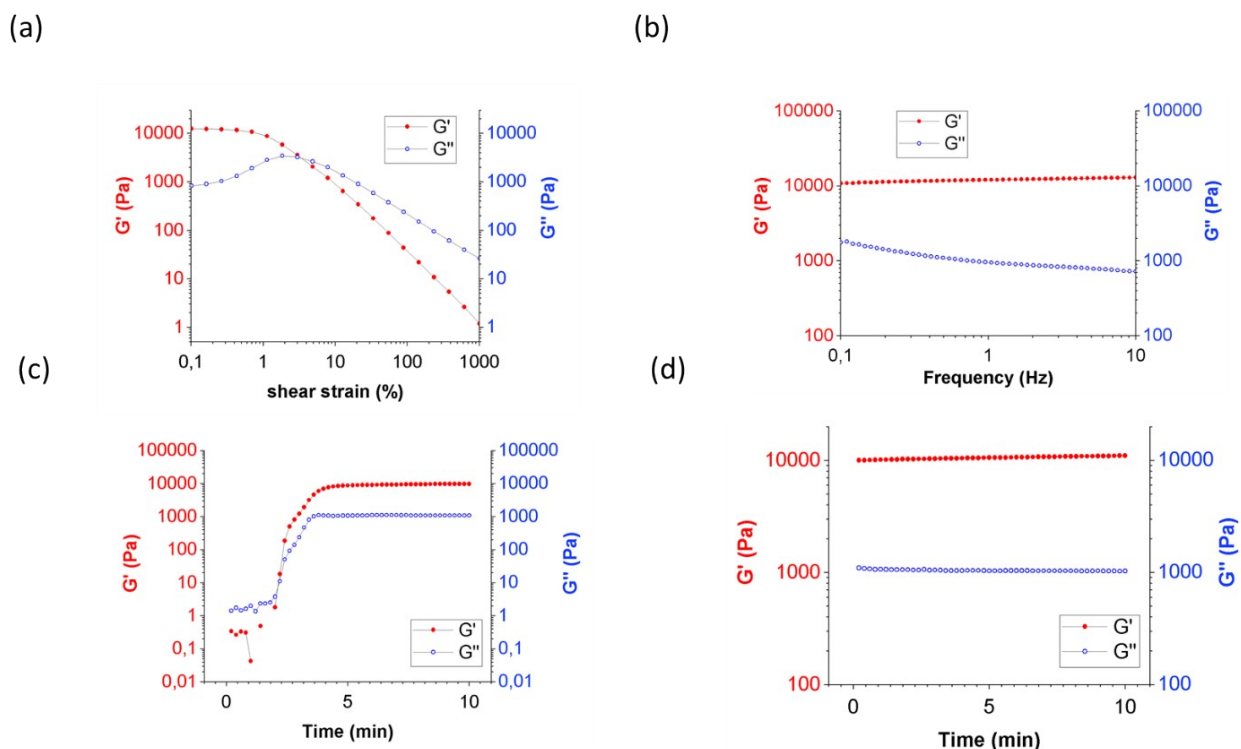 (a)
10000
1000
100
10
1
G' (Pa)
G'
G''
10000
1000
100
10
1
G'' (Pa)
0,1 1 10 100 1000
shear strain (%)
(b)
100000
10000
1000
100
G' (Pa)
G'
G''
100000
10000
1000
100
G'' (Pa)
0,1 1 10
Frequency (Hz)
(c)
100000
10000
1000
100
10
1
0,1
0,01
G' (Pa)
G'
G''
100000
10000
1000
100
10
1
0,1
0,01
G'' (Pa)
0 5 10
Time (min)
(d)
10000
1000
100
G' (Pa)
G'
G''
10000
1000
100
G'' (Pa)
0 5 10
Time (min)